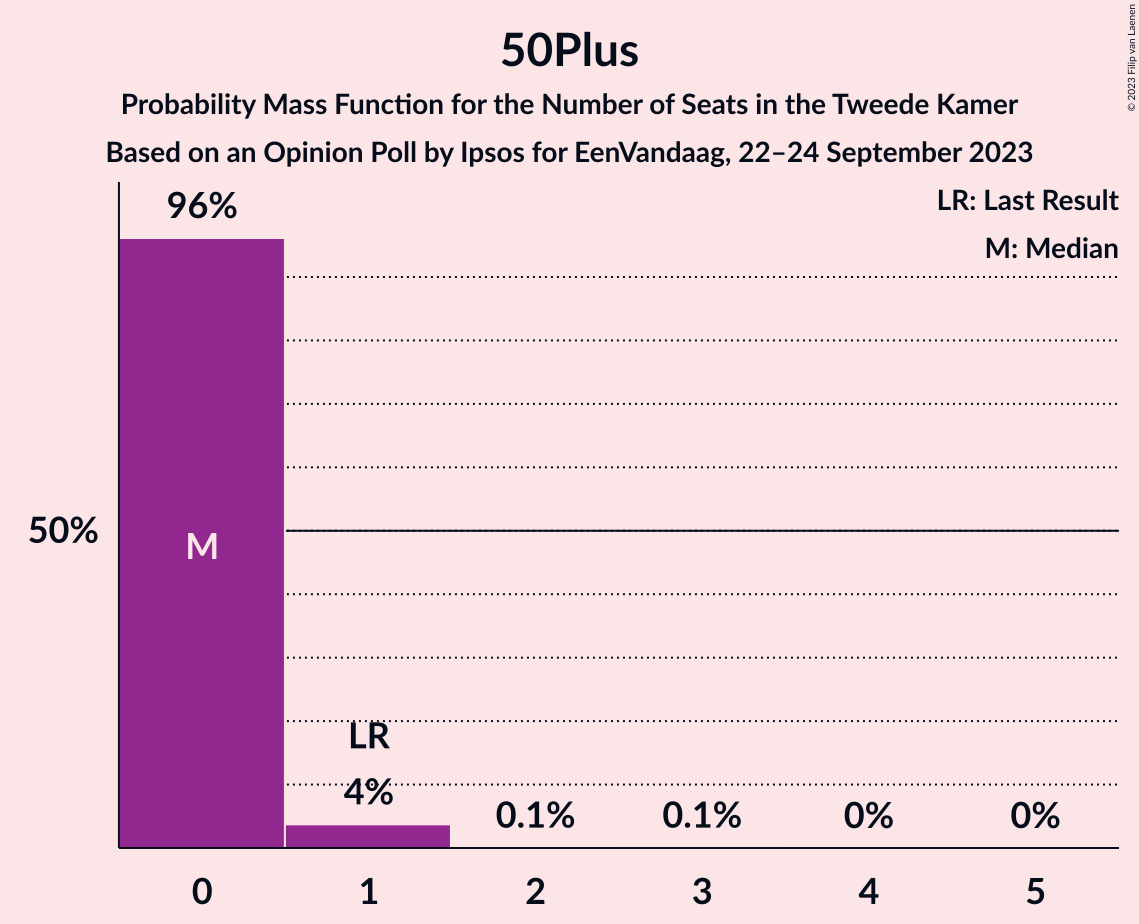 50Plus
Probability Mass Function for the Number of Seats in the Tweede Kamer
Based on an Opinion Poll by Ipsos for EenVandaag, 22–24 September 2023
© 2023 Filip van Laenen
LR: Last Result
M: Median
96%
50%
M
LR
4%
0.1%
0.1%
0%
0%
0
1
2
3
4
5